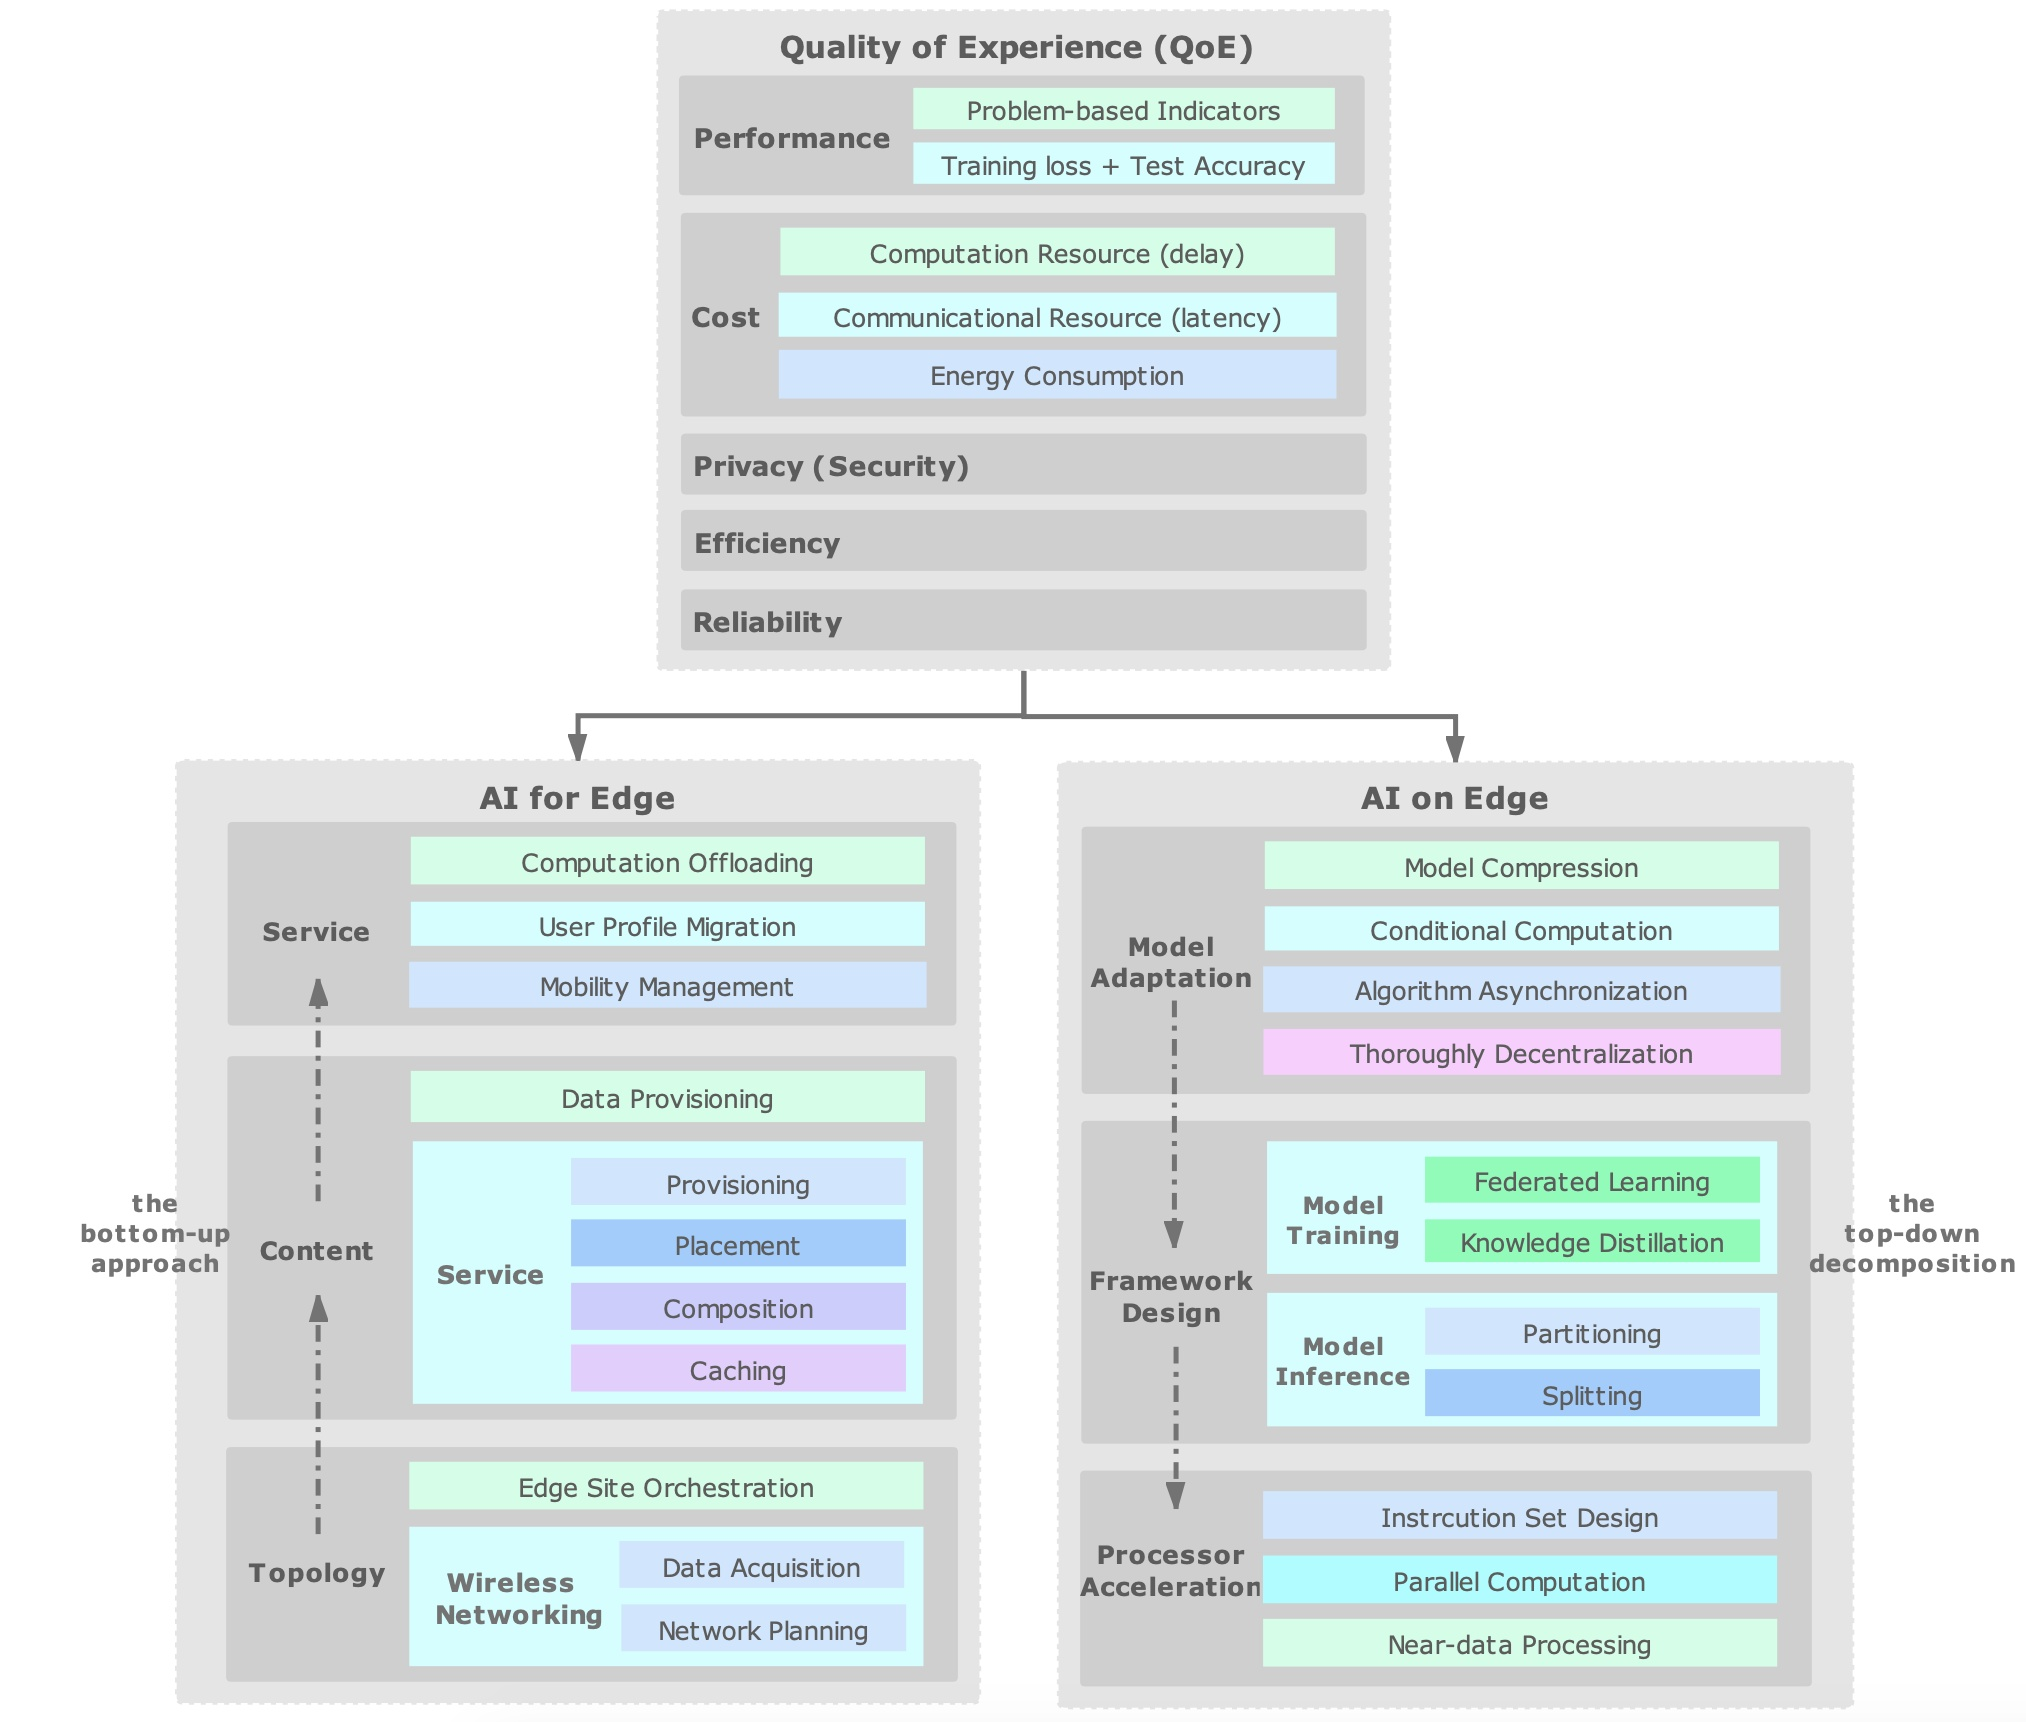 Quality of Experience (QoE)
Performance
Problem-based Indicators
Training loss + Test Accuracy
Cost
Computation Resource (delay)
Communicational Resource (latency)
Energy Consumption
Privacy (Security)
Efficiency
Reliability
AI for Edge
Service
Computation Offloading
User Profile Migration
Mobility Management
the
bottom-up
approach
Content
Data Provisioning
Service
Provisioning
Placement
Composition
Caching
Topology
Edge Site Orchestration
Wireless
Networking
Data Acquisition
Network Planning
AI on Edge
Model
Adaptation
Model Compression
Conditional Computation
Algorithm Asynchronization
Thoroughly Decentralization
Framework
Design
Model
Training
Federated Learning
Knowledge Distillation
Model
Inference
Partitioning
Splitting
the
top-down
decomposition
Processor
Acceleration
Instrcution Set Design
Parallel Computation
Near-data Processing